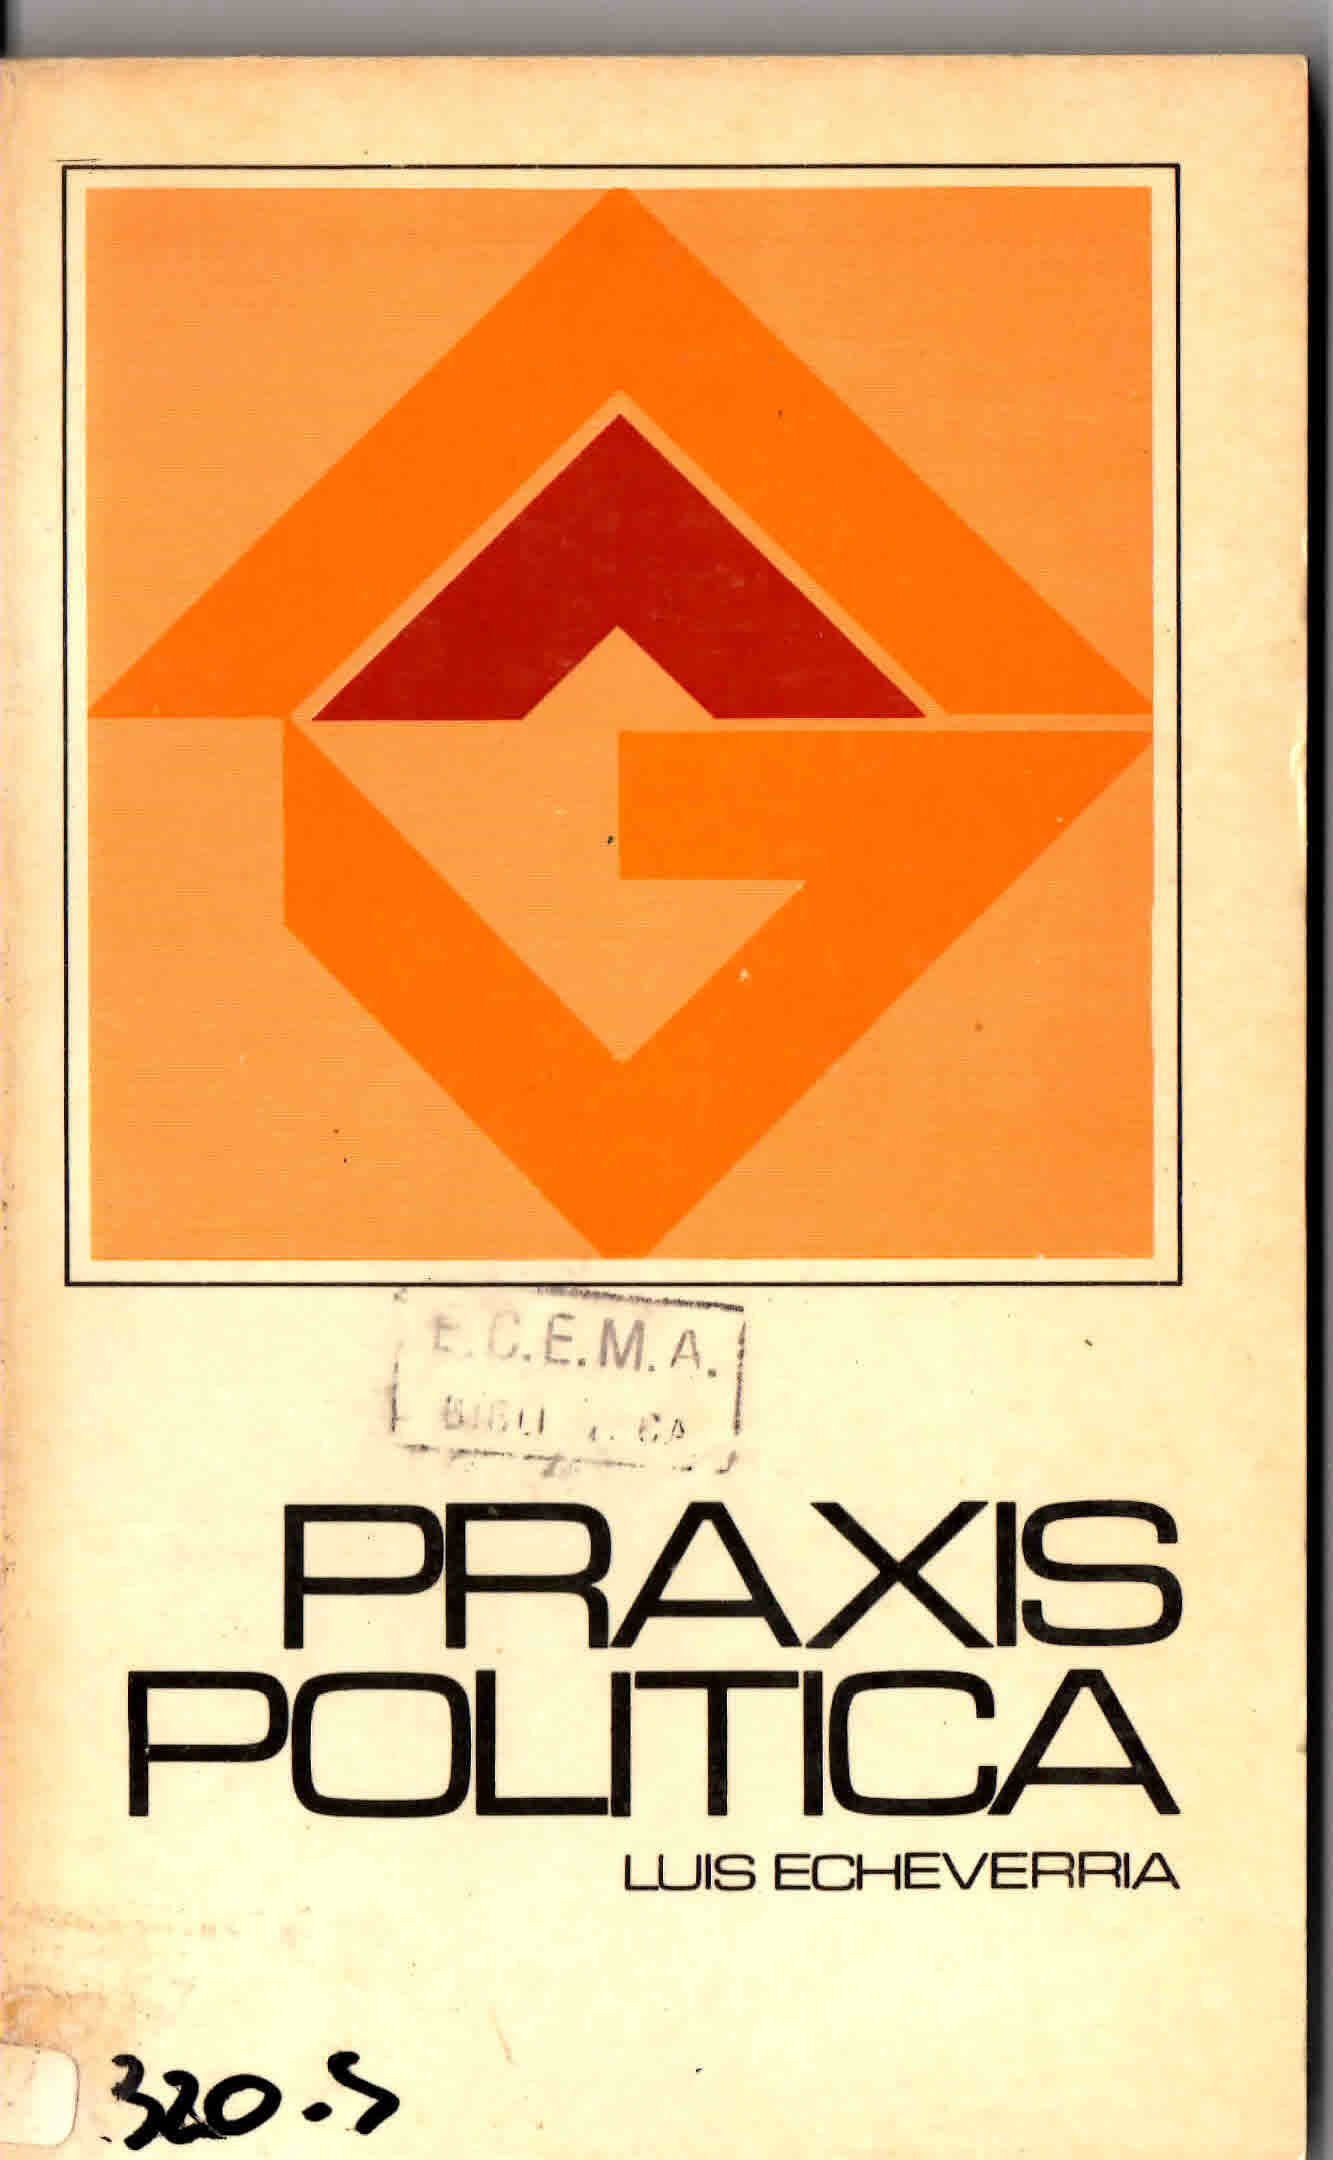 E.C.E.M.A.
PRAXIS
POLITICA
LUIS ECHEVERRIA
320.5